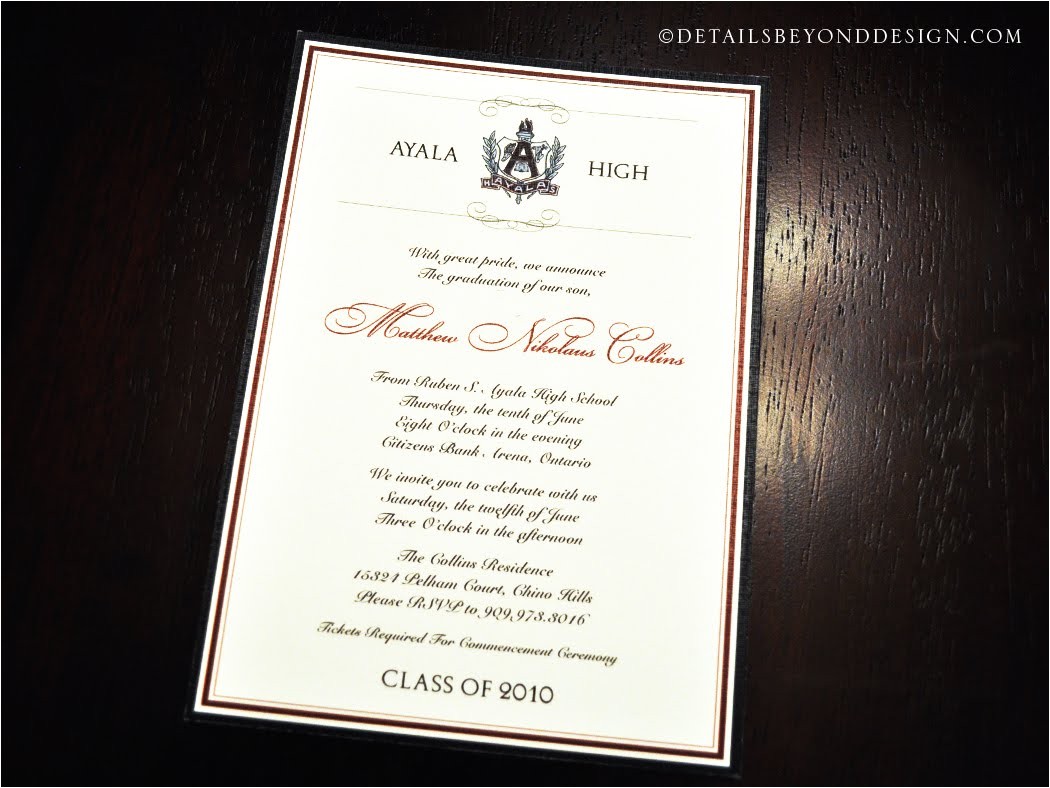 ©DETAILSBEYONDDESIGN.COM
AYALA HIGH
A
AYALA
With great pride, we announce
The graduation of our son,
Matthew Nikolaus Collins
From Ruben S. Ayala High School
Thursday, the tenth of June
Eight O'clock in the evening
Citizens Bank Arena, Ontario
We invite you to celebrate with us
Saturday, the twelfth of June
Three O'clock in the afternoon
The Collins Residence
15324 Pelham Court, Chino Hills
Please RSVP to 909.973.3016
Tickets Required For Commencement Ceremony
CLASS OF 2010